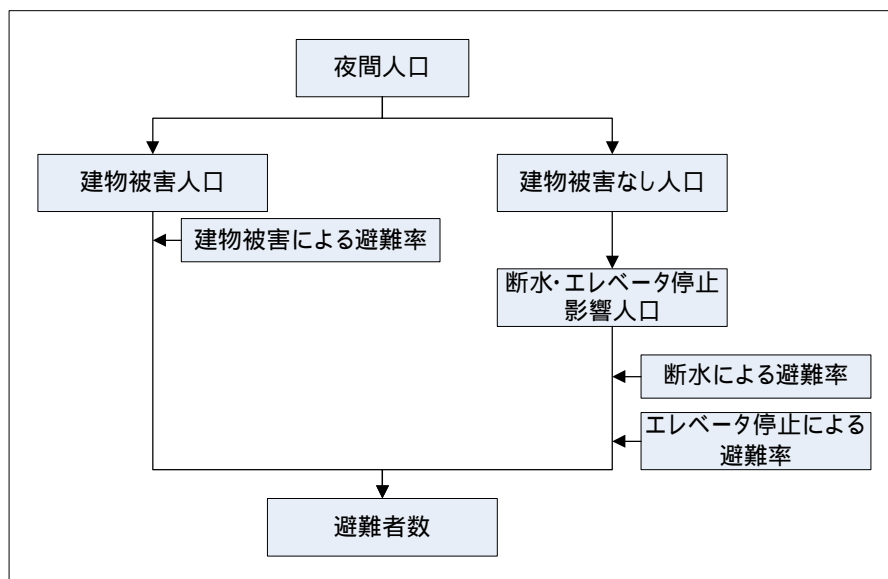 夜間人口
建物被害人口
建物被害なし人口
建物被害による避難率
断水・エレベータ停止
影響人口
断水による避難率
エレベータ停止による
避難率
避難者数